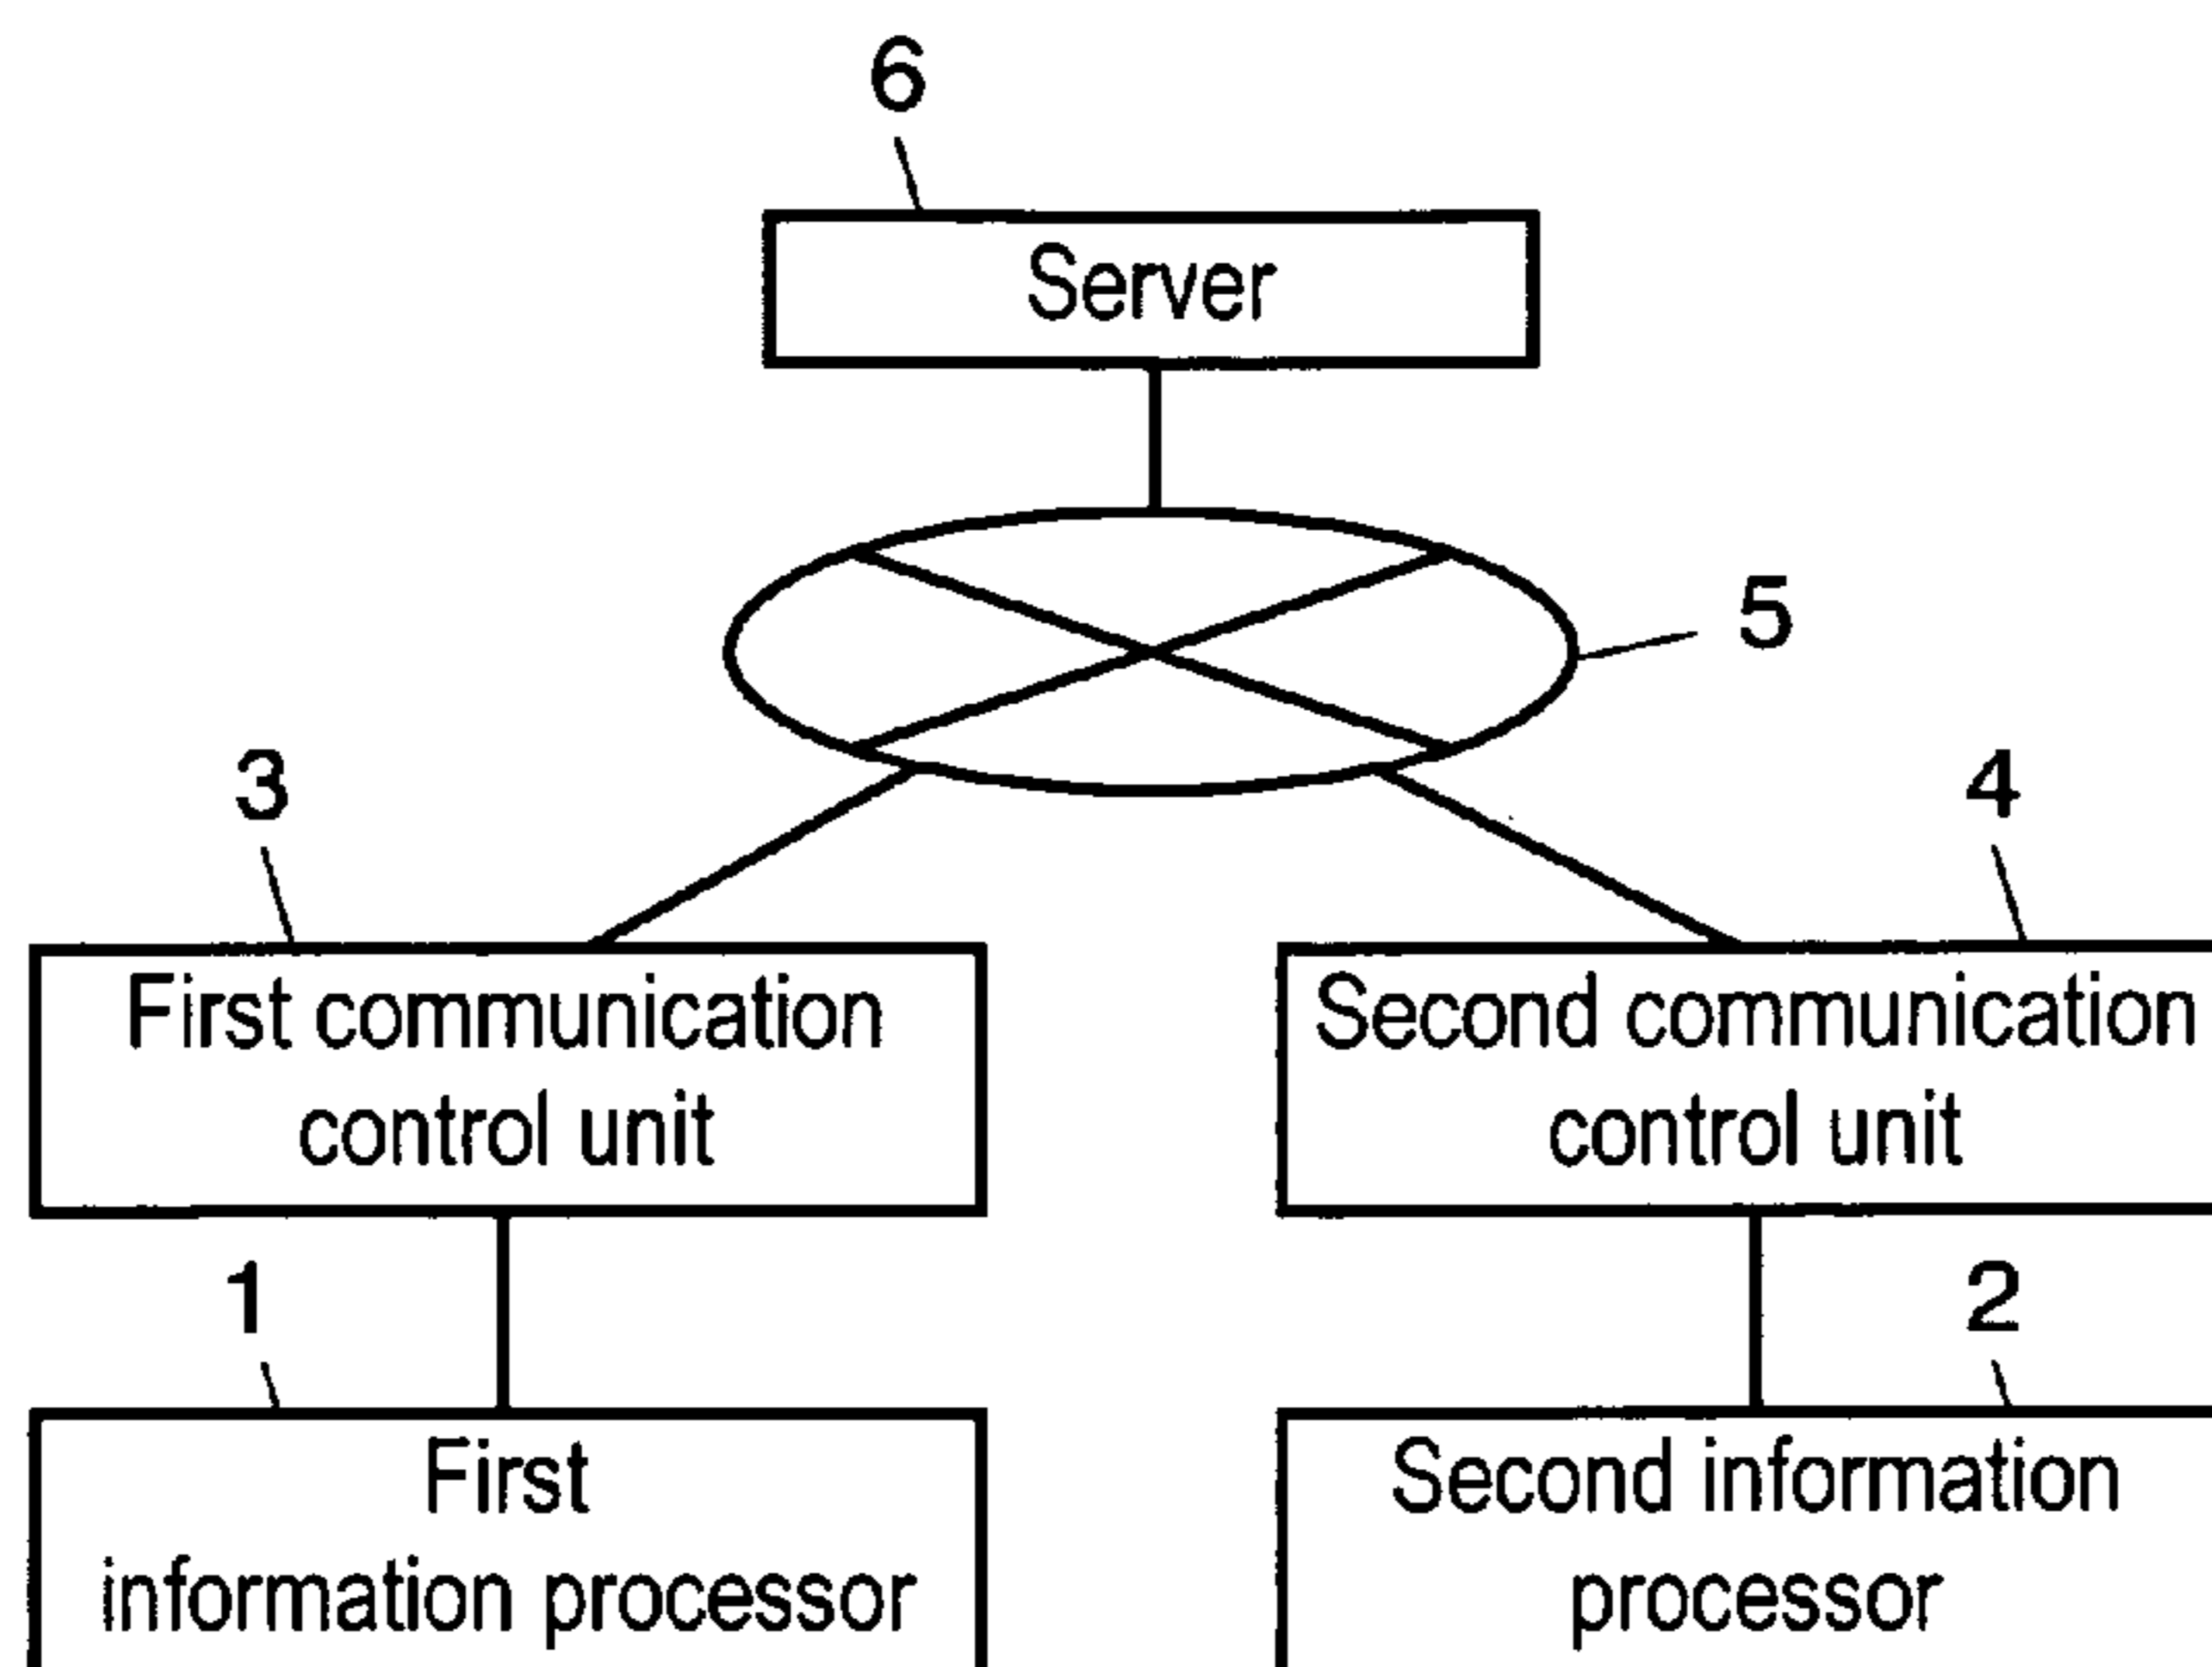 6
Server
5
3
4
First communication
control unit
Second communication
control unit
1
2
First
information processor
Second information
processor